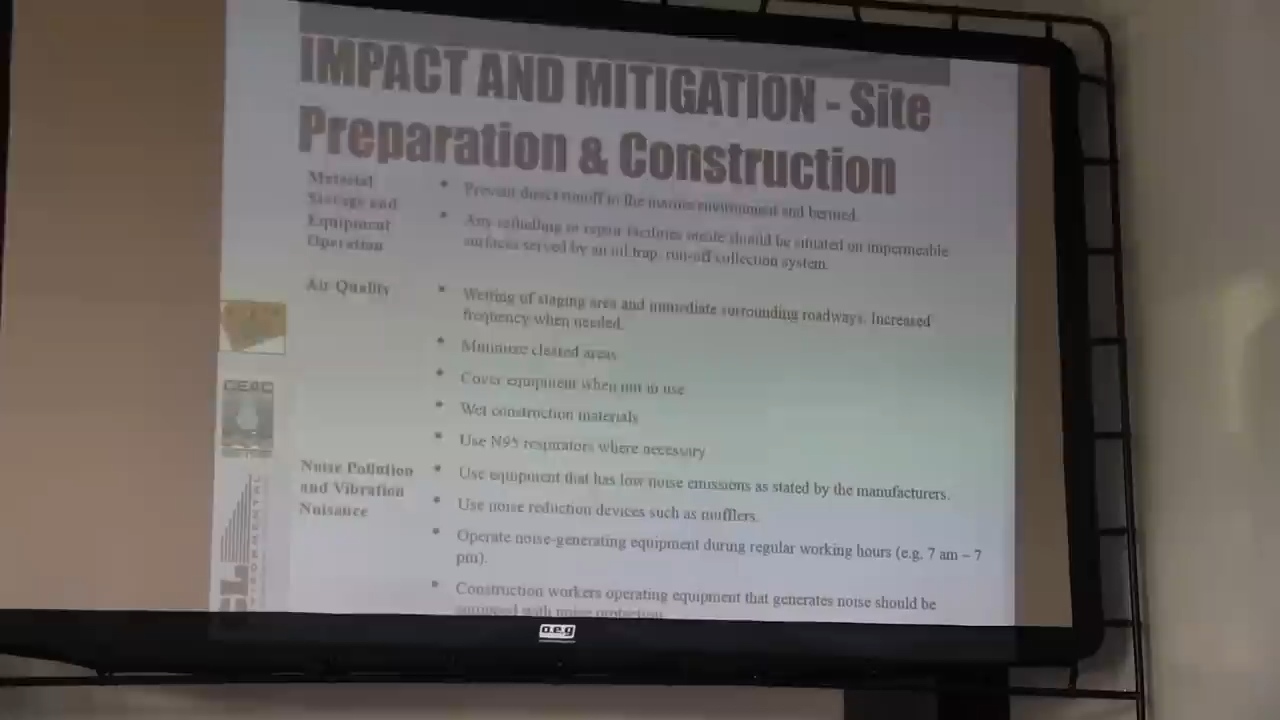 IMPACT AND MITIGATION - Site
Preparation & Construction
Material
Storage and
Equipment
Operation
• Prevent direct runoff to the marine environment and bermed.
• Any refuelling or repair facilities onsite should be situated on impermeable
surfaces served by an oil trap, run-off collection system.
Air Quality
• Wetting of staging area and immediate surrounding roadways. Increased
frequency when needed.
• Minimize cleared areas
• Cover equipment when not in use
• Wet construction materials
• Use N95 respirators where necessary
Noise Pollution
and Vibration
Nuisance
• Use equipment that has low noise emissions as stated by the manufacturers.
• Use noise reduction devices such as mufflers.
• Operate noise-generating equipment during regular working hours (e.g. 7 am – 7
pm).
• Construction workers operating equipment that generates noise should be
equipped with noise protection
CEAC
CL